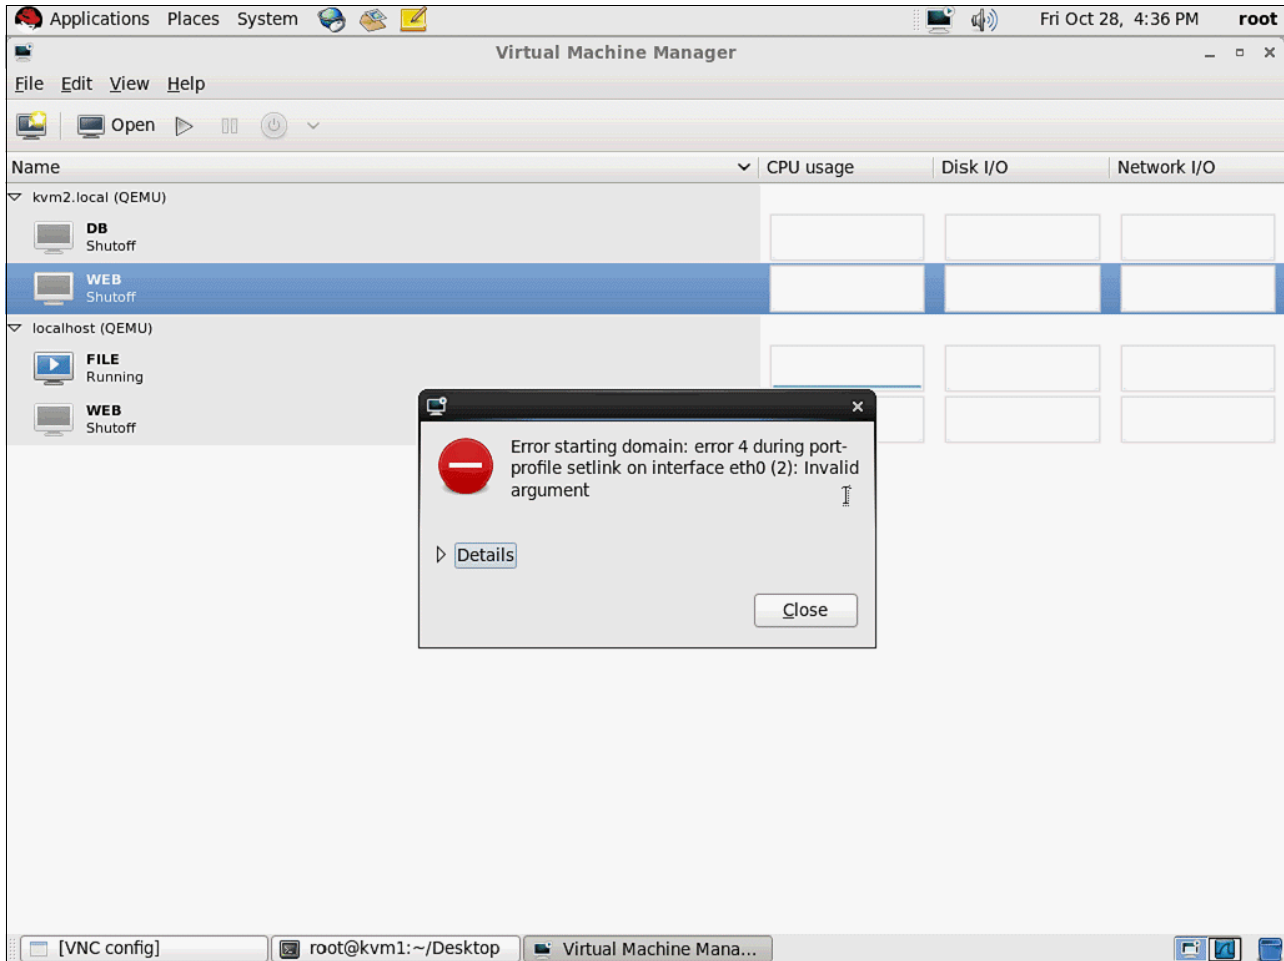 Applications Places System Fri Oct 28, 4:36 PM root
Virtual Machine Manager
File Edit View Help
Open
Name CPU usage Disk I/O Network I/O
kvm2.local (QEMU)
DB
Shutoff
WEB
Shutoff
localhost (QEMU)
FILE
Running
WEB
Shutoff
Error starting domain: error 4 during port-
profile setlink on interface eth0 (2): Invalid
argument
Details
Close
[VNC config] root@kvm1:~/Desktop Virtual Machine Mana...